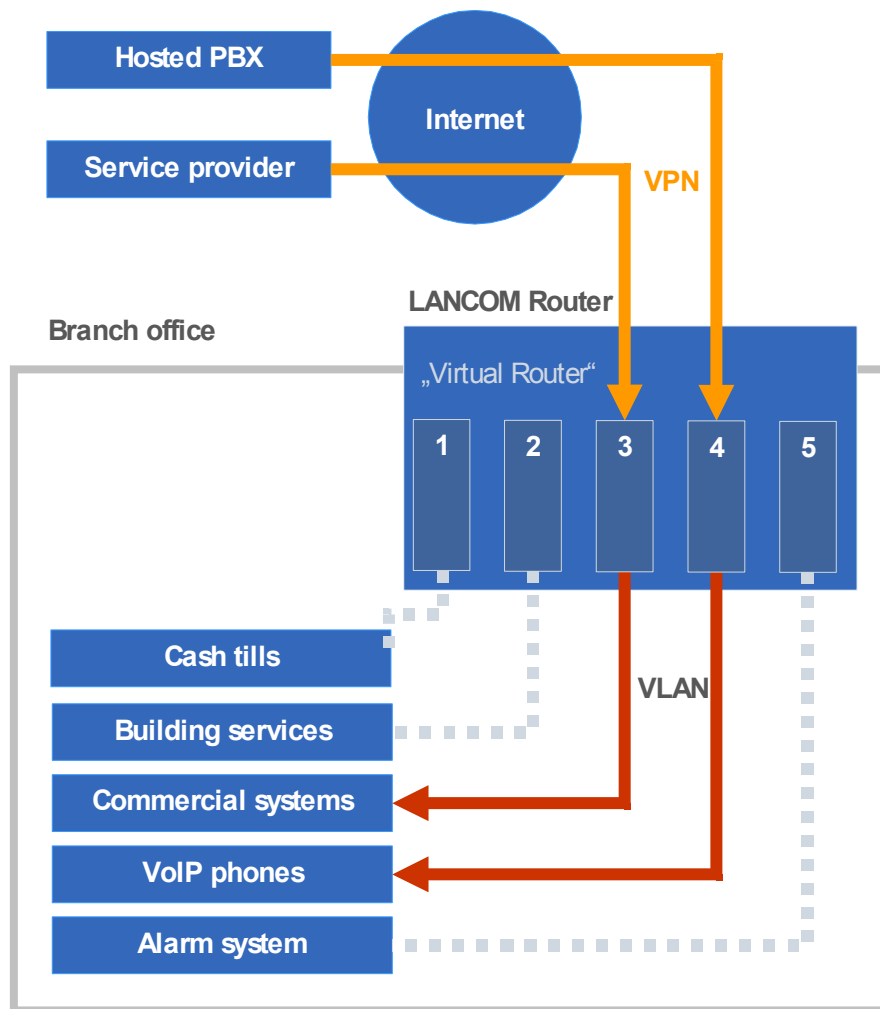 Hosted PBX
Internet
Service provider
VPN
LANCOM Router
Branch office
„Virtual Router“
1 2 3 4 5
Cash tills
VLAN
Building services
Commercial systems
VoIP phones
Alarm system